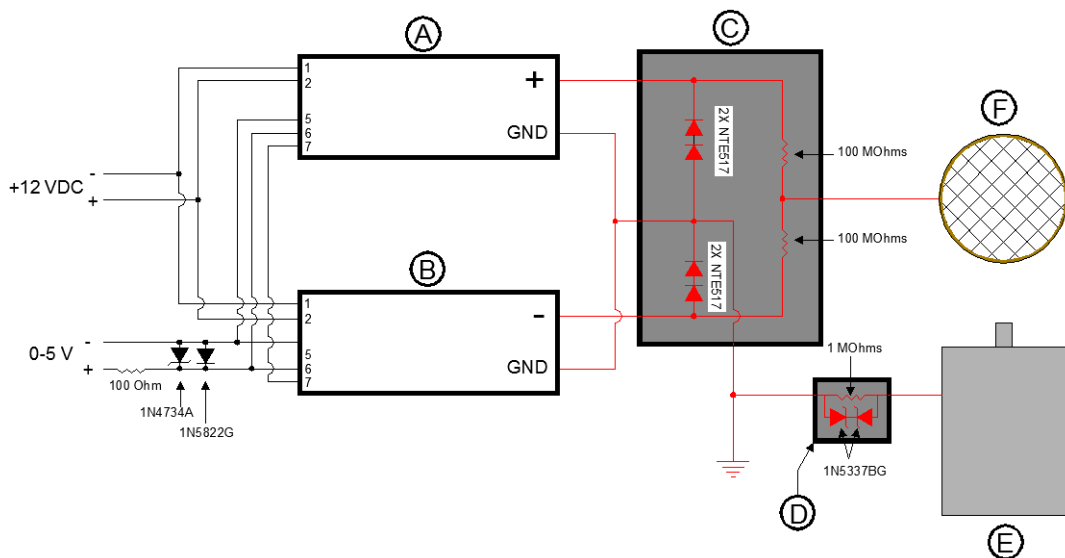 A
C
1
2
+
5
6
7
GND
2X NTE517
100 MOhms
F
-
+12 VDC
+
100 MOhms
B
2X NTE517
1
2
-
-
0-5 V
+
100 Ohm
5
6
7
GND
1 MOhms
1N4734A
1N5822G
1N5337BG
D
E